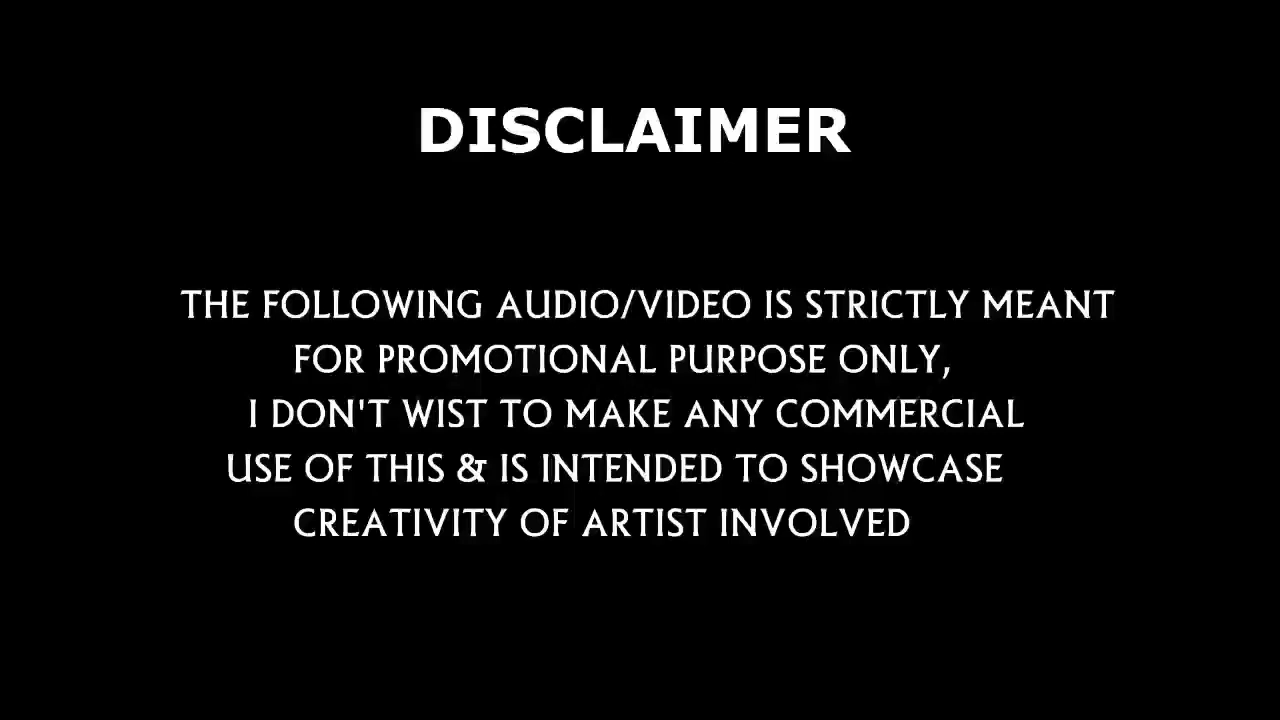 DISCLAIMER
THE FOLLOWING AUDIO/VIDEO IS STRICTLY MEANT
FOR PROMOTIONAL PURPOSE ONLY,
I DON'T WIST TO MAKE ANY COMMERCIAL
USE OF THIS & IS INTENDED TO SHOWCASE
CREATIVITY OF ARTIST INVOLVED